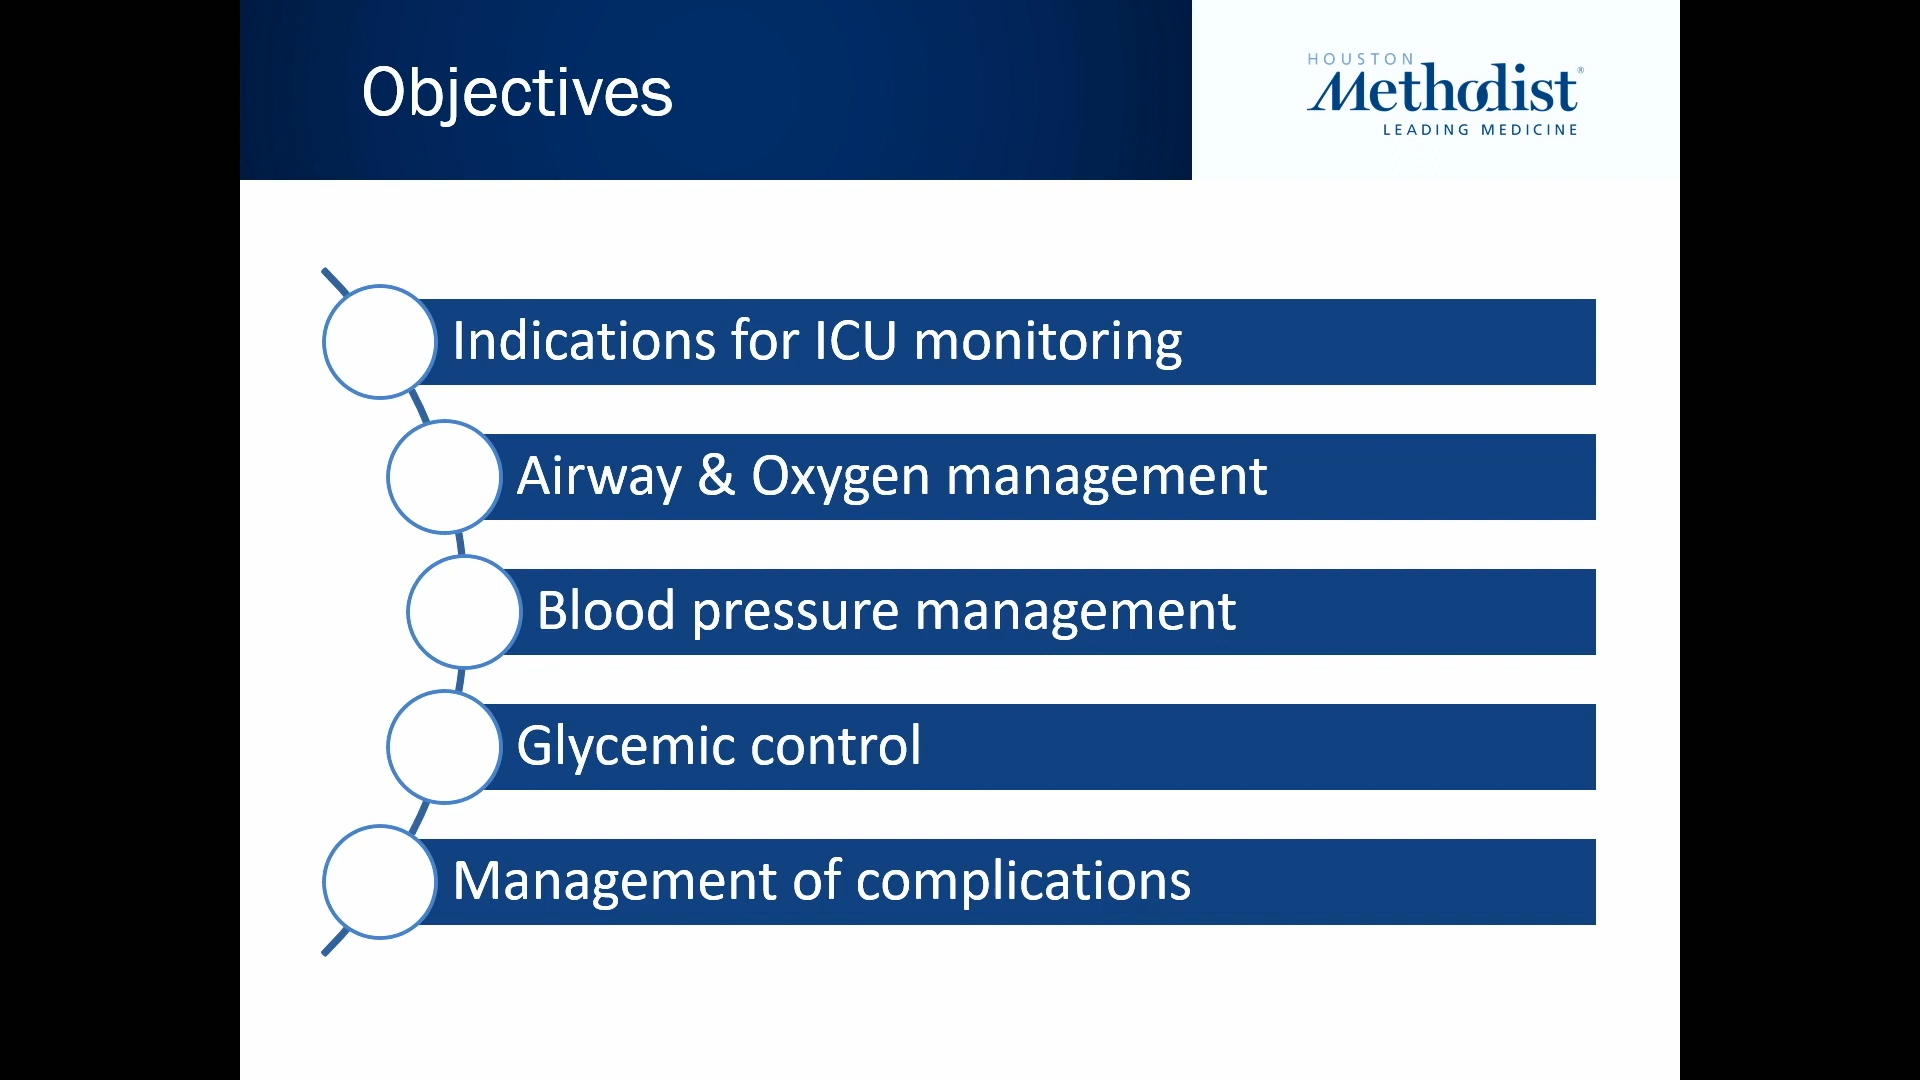 Objectives
HOUSTON
Methodist®
LEADING MEDICINE
Indications for ICU monitoring
Airway & Oxygen management
Blood pressure management
Glycemic control
Management of complications